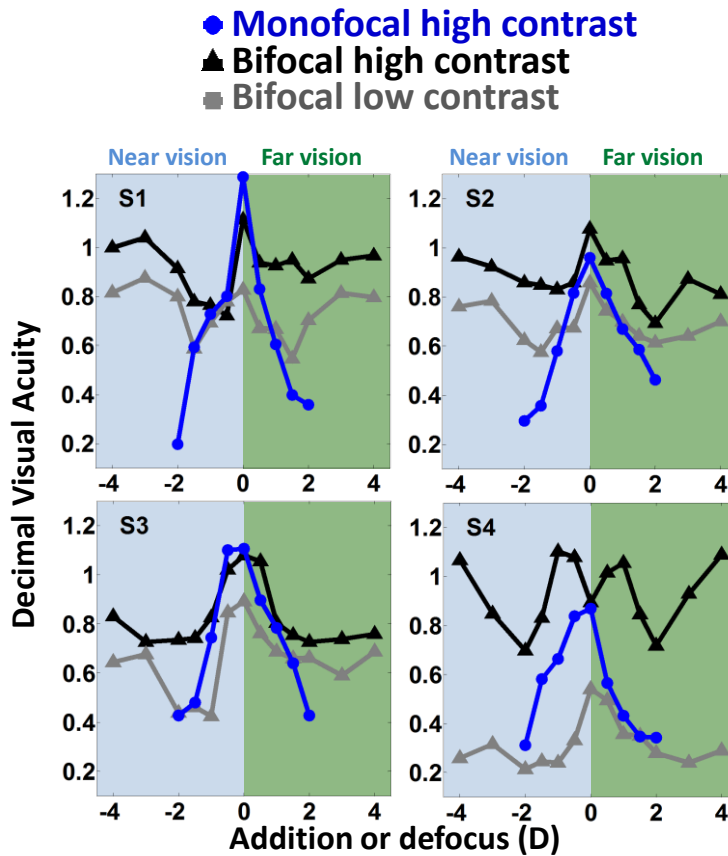 Monofocal high contrast
Bifocal high contrast
Bifocal low contrast
Near vision Far vision Near vision Far vision
S1
1.2
1
0.8
0.6
0.4
0.2
-4 -2 0 2 4
S2
1.2
1
0.8
0.6
0.4
0.2
-4 -2 0 2 4
S3
1.2
1
0.8
0.6
0.4
0.2
-4 -2 0 2 4
S4
1.2
1
0.8
0.6
0.4
0.2
-4 -2 0 2 4
Decimal Visual Acuity
Addition or defocus (D)